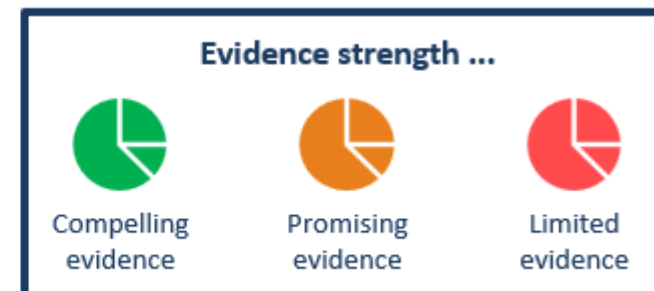 Evidence strength ...
Compelling
evidence
Promising
evidence
Limited
evidence